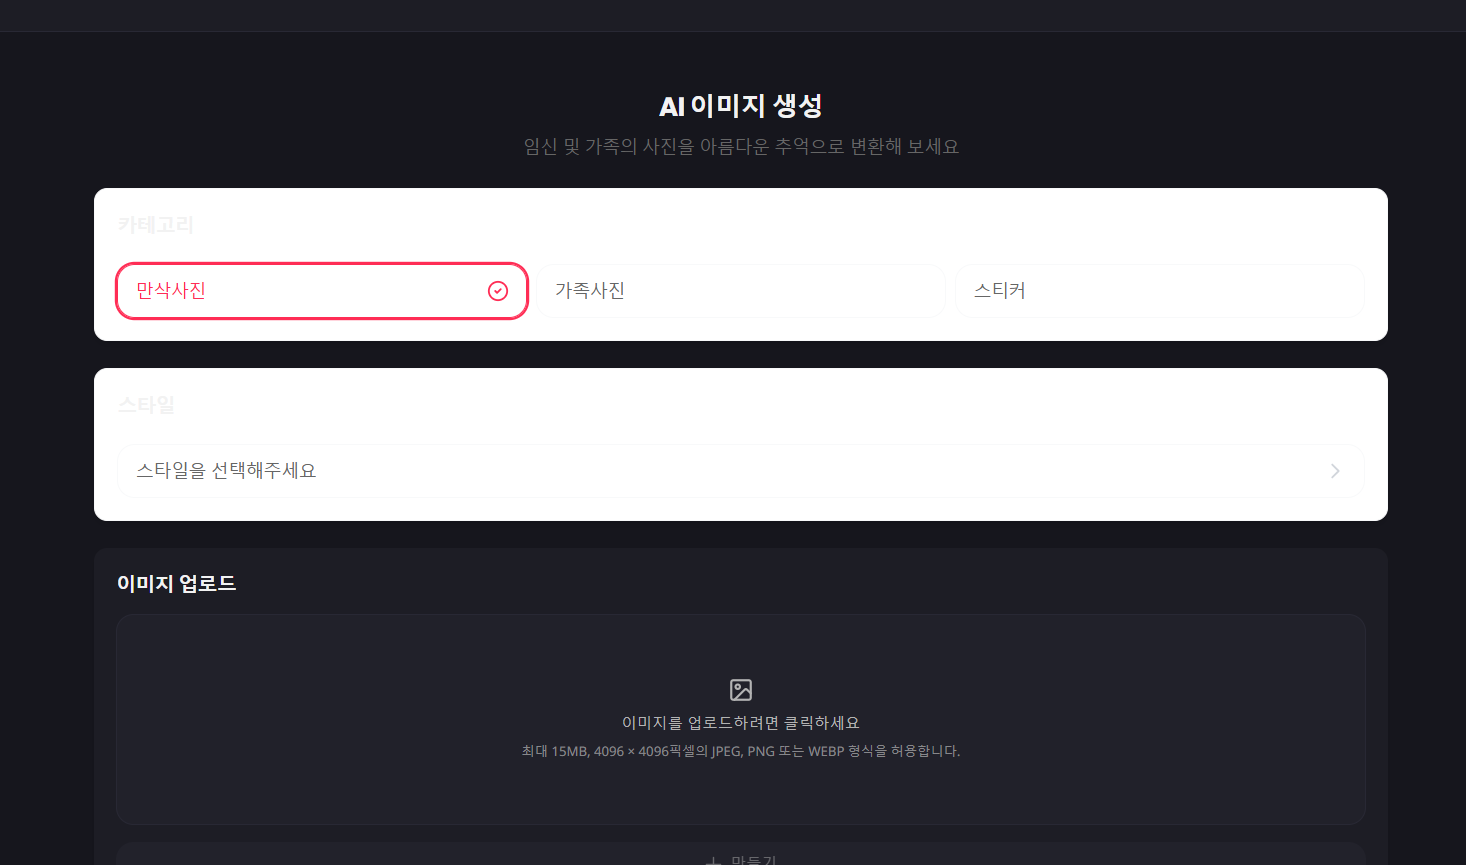 AI 이미지 생성
임신 및 가족의 사진을 아름다운 추억으로 변환해 보세요
카테고리
만삭사진
가족사진
스티커
스타일
스타일을 선택해주세요
이미지 업로드
이미지를 업로드하려면 클릭하세요
최대 15MB, 4096 × 4096픽셀의 JPEG, PNG 또는 WEBP 형식을 허용합니다.
만들기